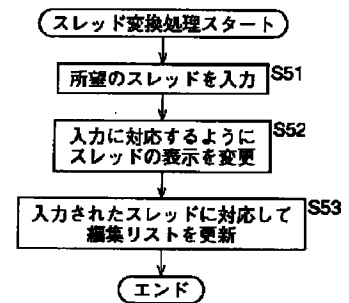 スレッド変換処理スタート
S51
所望のスレッドを入力
S52
入力に対応するように
スレッドの表示を変更
S53
入力されたスレッドに対応して
編集リストを更新
エンド